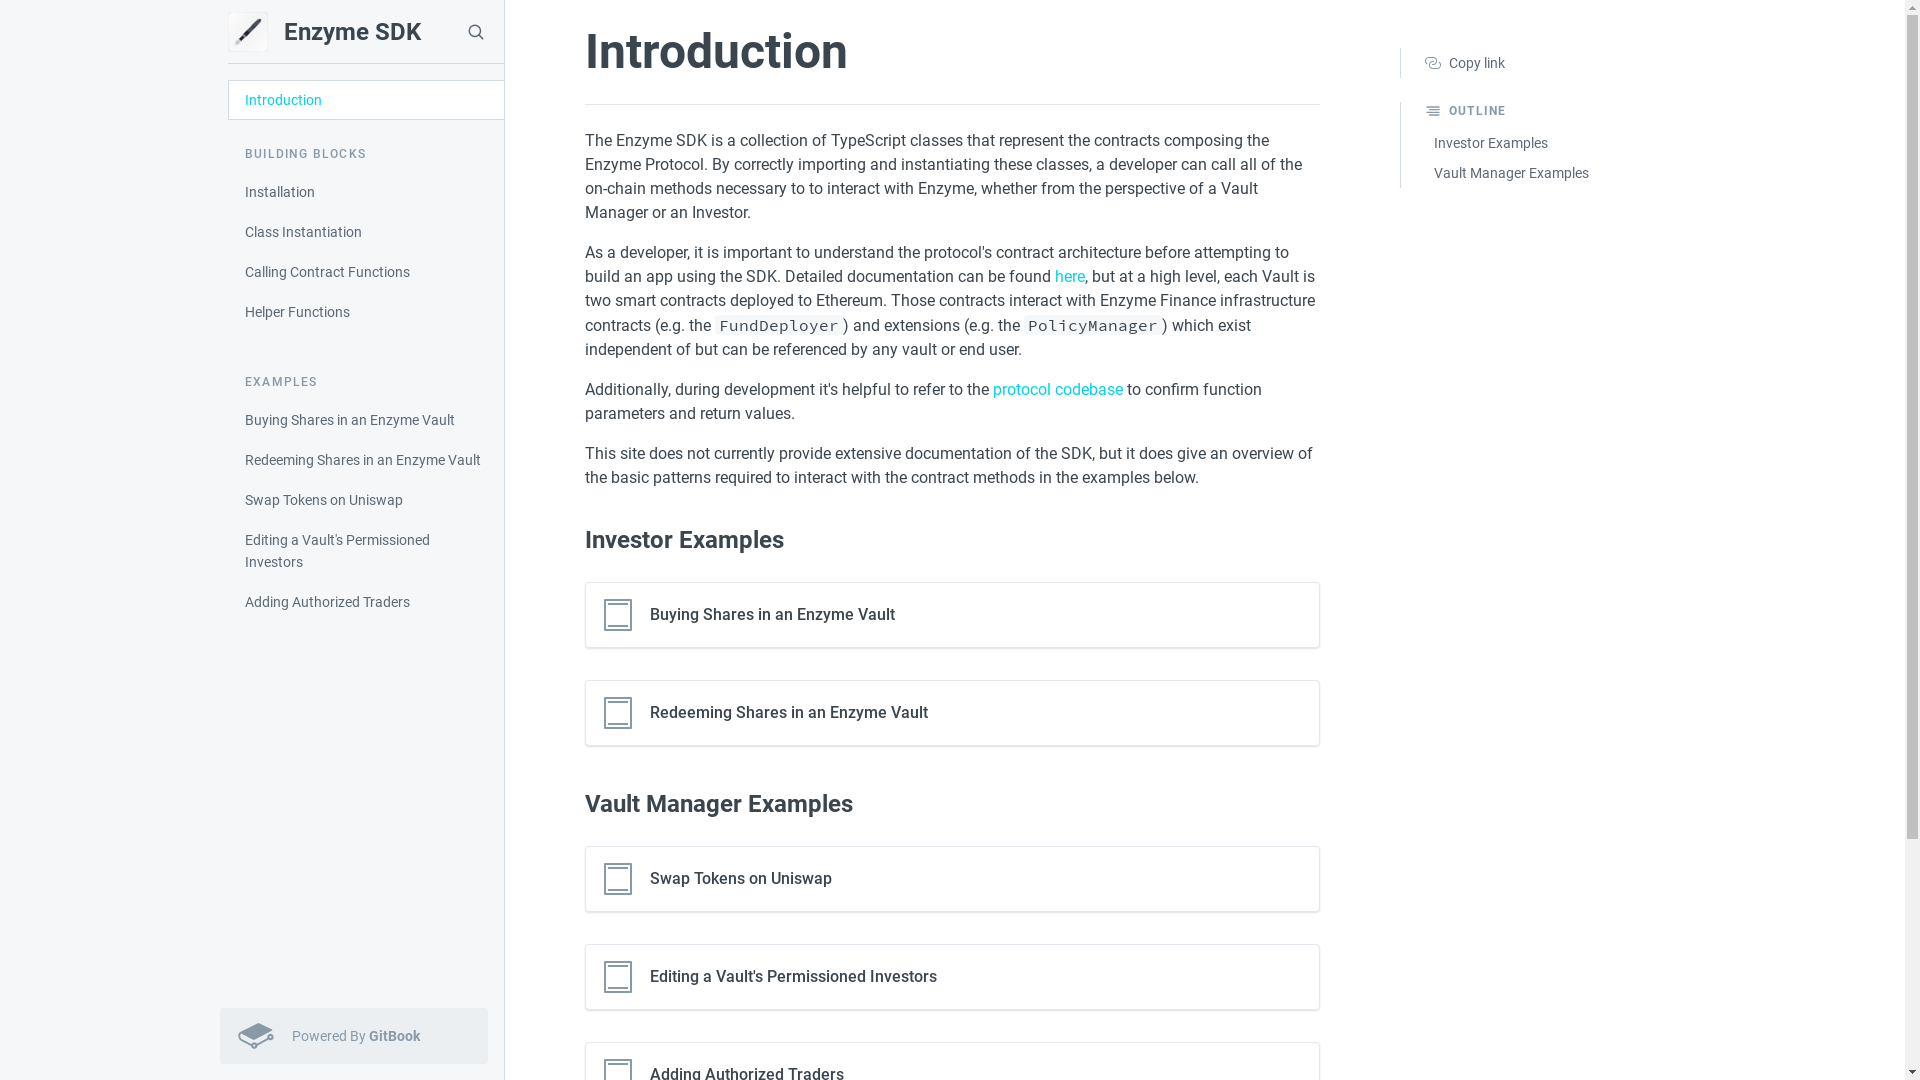 Enzyme SDK
Introduction
BUILDING BLOCKS
Installation
Class Instantiation
Calling Contract Functions
Helper Functions
EXAMPLES
Buying Shares in an Enzyme Vault
Redeeming Shares in an Enzyme Vault
Swap Tokens on Uniswap
Editing a Vault's Permissioned
Investors
Adding Authorized Traders
Powered By GitBook
Introduction
The Enzyme SDK is a collection of TypeScript classes that represent the contracts composing the
Enzyme Protocol. By correctly importing and instantiating these classes, a developer can call all of the
on-chain methods necessary to to interact with Enzyme, whether from the perspective of a Vault
Manager or an Investor.
As a developer, it is important to understand the protocol's contract architecture before attempting to
build an app using the SDK. Detailed documentation can be found here, but at a high level, each Vault is
two smart contracts deployed to Ethereum. Those contracts interact with Enzyme Finance infrastructure
contracts (e.g. the FundDeployer) and extensions (e.g. the PolicyManager) which exist
independent of but can be referenced by any vault or end user.
Additionally, during development it's helpful to refer to the protocol codebase to confirm function
parameters and return values.
This site does not currently provide extensive documentation of the SDK, but it does give an overview of
the basic patterns required to interact with the contract methods in the examples below.
Investor Examples
Buying Shares in an Enzyme Vault
Redeeming Shares in an Enzyme Vault
Vault Manager Examples
Swap Tokens on Uniswap
Editing a Vault's Permissioned Investors
Adding Authorized Traders
Copy link
OUTLINE
Investor Examples
Vault Manager Examples